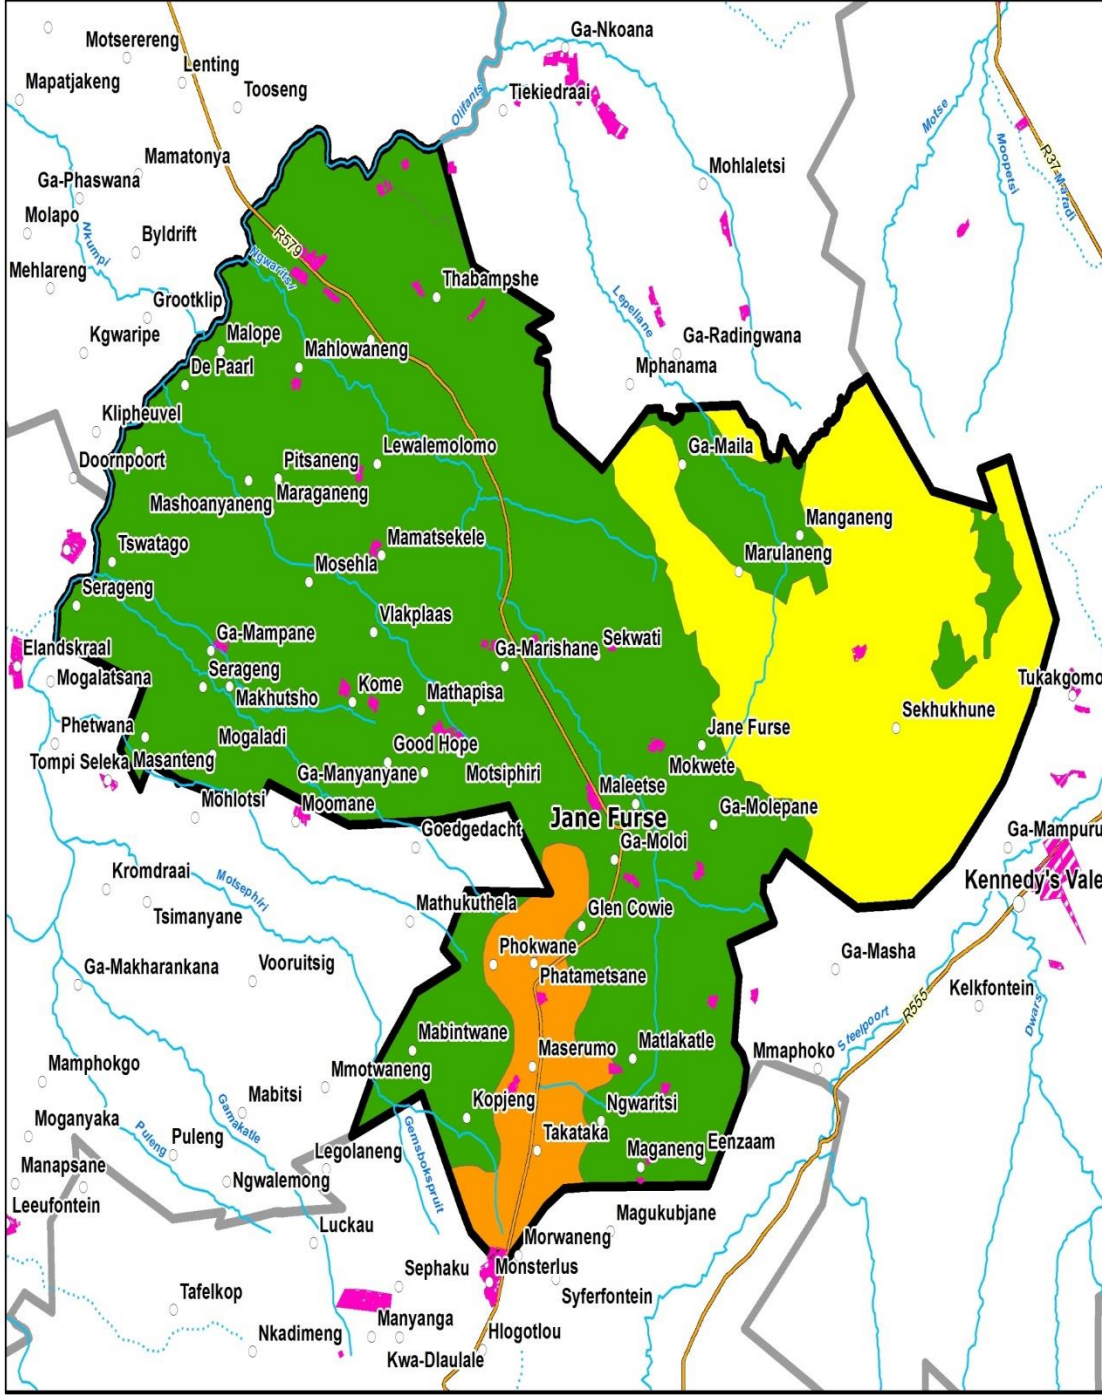 Ga-Nkoana
Motserereng
Lenting
Mapatjakeng
Tooseng
Tiekiedraai
Olifants
Motse
Moopetsi
R37
Maradi
Mamatonya
Ga-Phaswana
Mohlaletsi
Molapo
Nkumpi
Byldrift
R579
Ngwaritsi
Mehlareng
Thabampshe
Grootklip
Lepellane
Kgwaripe
Malope
Mahlowaneng
Ga-Radingwana
De Paarl
Mphanama
Klipheuvel
Doornpoort
Pitsaneng
Lewalemolomo
Ga-Maila
Mashoanyaneng
Maraganeng
Manganeng
Tswatago
Mosehla
Mamatsekele
Marulaneng
Serageng
Vlakplaas
Ga-Mampane
Ga-Marishane
Sekwati
Elandskraal
Mogalatsana
Serageng
Makhutsho
Kome
Mathapisa
Tukakgomo
Sekhukhune
Phetwana
Mogaladi
Good Hope
Jane Furse
Tompi Seleka
Masanteng
Ga-Manyanyane
Motsiphiri
Mokwete
Mohlotsi
Moomane
Maleetse
Jane Furse
Ga-Molepane
Goedgedacht
Ga-Moloi
Ga-Mampuru
Kromdraai
Motsephiri
Kennedy's Vale
Tsimanyane
Mathukuthela
Glen Cowie
Ga-Makharankana
Vooruitsig
Phokwane
Phatametsane
Ga-Masha
Kelkfontein
R555
Steelpoort
Dwars
Mabintwane
Maserumo
Matlakatle
Mmaphoko
Mamphokgo
Mmotwaneng
Mabitsi
Moganyaka
Gamakatle
Kopjeng
Ngwaritsi
Puleng
Puleng
Gemsbokspruit
Takataka
Maganeng
Eenzaam
Manapsane
Legolaneng
Ngwalemong
Leeufontein
Luckau
Magukubjane
Morwaneng
Sephaku
Monsterlus
Syferfontein
Tafelkop
Nkadimeng
Manyanga
Hlogotlou
Kwa-Dlaulale